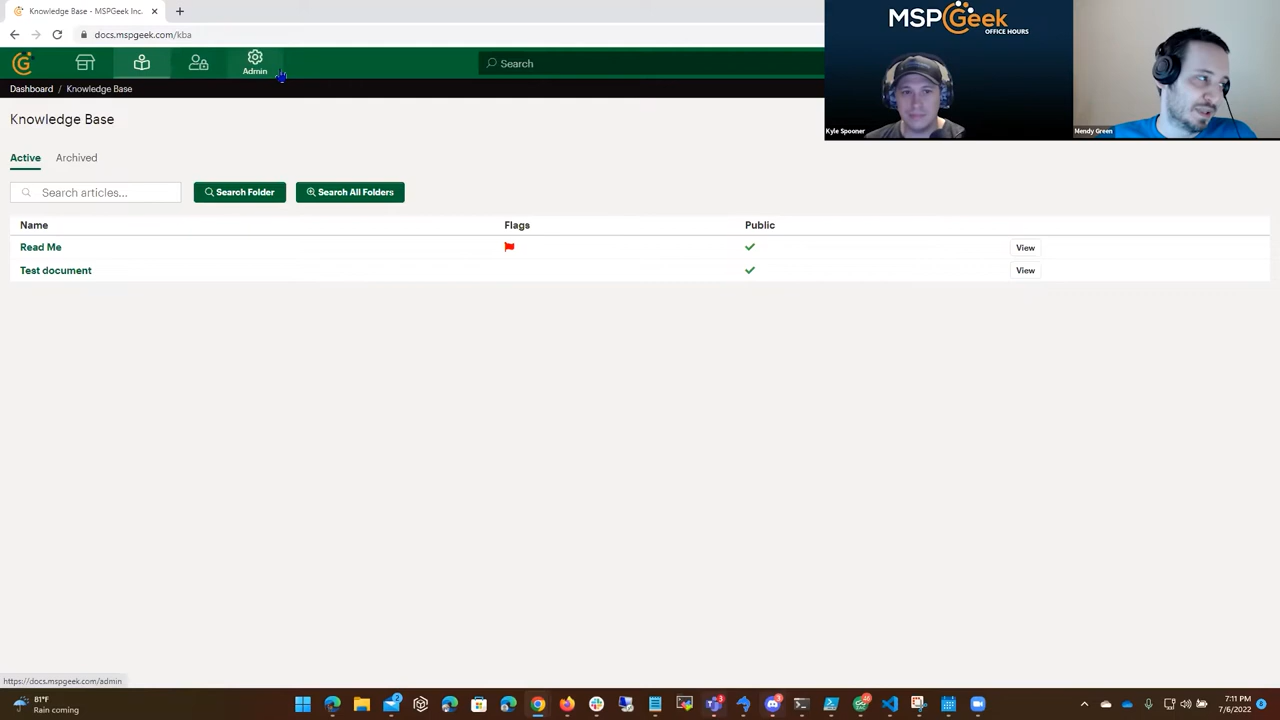 Knowledge Base - MSPGeek Inc.
docs.mspgeek.com/kba
MSPGeek
OFFICE HOURS
Admin
Search
Dashboard / Knowledge Base
Kyle Spooner
Mendy Green
Knowledge Base
Active
Archived
Search articles...
Search Folder
Search All Folders
Name
Flags
Public
Read Me
View
Test document
View
https://docs.mspgeek.com/admin
81°F
Rain coming
7:11 PM
7/6/2022